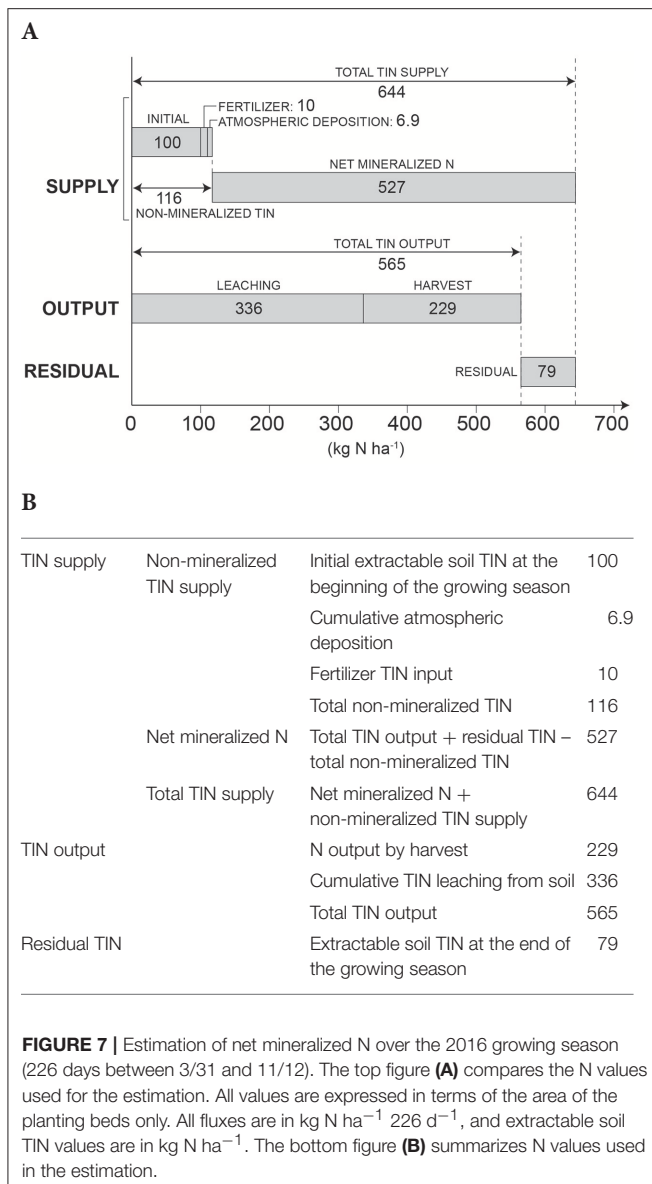 A
TOTAL TIN SUPPLY
644
FERTILIZER: 10
INITIAL
ATMOSPHERIC DEPOSITION: 6.9
100
NET MINERALIZED N
SUPPLY
527
116
NON-MINERALIZED TIN
TOTAL TIN OUTPUT
565
LEACHING HARVEST
OUTPUT
336 229
RESIDUAL
RESIDUAL 79
0 100 200 300 400 500 600 700
(kg N ha⁻¹)
B
TIN supply Non-mineralized Initial extractable soil TIN at the 100
TIN supply beginning of the growing season
Cumulative atmospheric 6.9
deposition
Fertilizer TIN input 10
Total non-mineralized TIN 116
Net mineralized N Total TIN output + residual TIN – 527
total non-mineralized TIN
Total TIN supply Net mineralized N + 644
non-mineralized TIN supply
TIN output N output by harvest 229
Cumulative TIN leaching from soil 336
Total TIN output 565
Residual TIN Extractable soil TIN at the end of 79
the growing season
FIGURE 7 | Estimation of net mineralized N over the 2016 growing season
(226 days between 3/31 and 11/12). The top figure (A) compares the N values
used for the estimation. All values are expressed in terms of the area of the
planting beds only. All fluxes are in kg N ha⁻¹ 226 d⁻¹, and extractable soil
TIN values are in kg N ha⁻¹. The bottom figure (B) summarizes N values used
in the estimation.